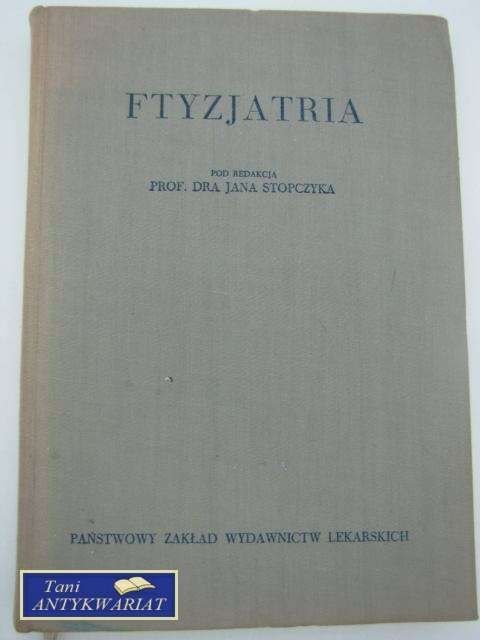 FTYZJATRIA
POD REDAKCJĄ
PROF. DRA JANA STOPCZYKA
PAŃSTWOWY ZAKŁAD WYDAWNICTW LEKARSKICH
Tani
ANTYKWARIAT